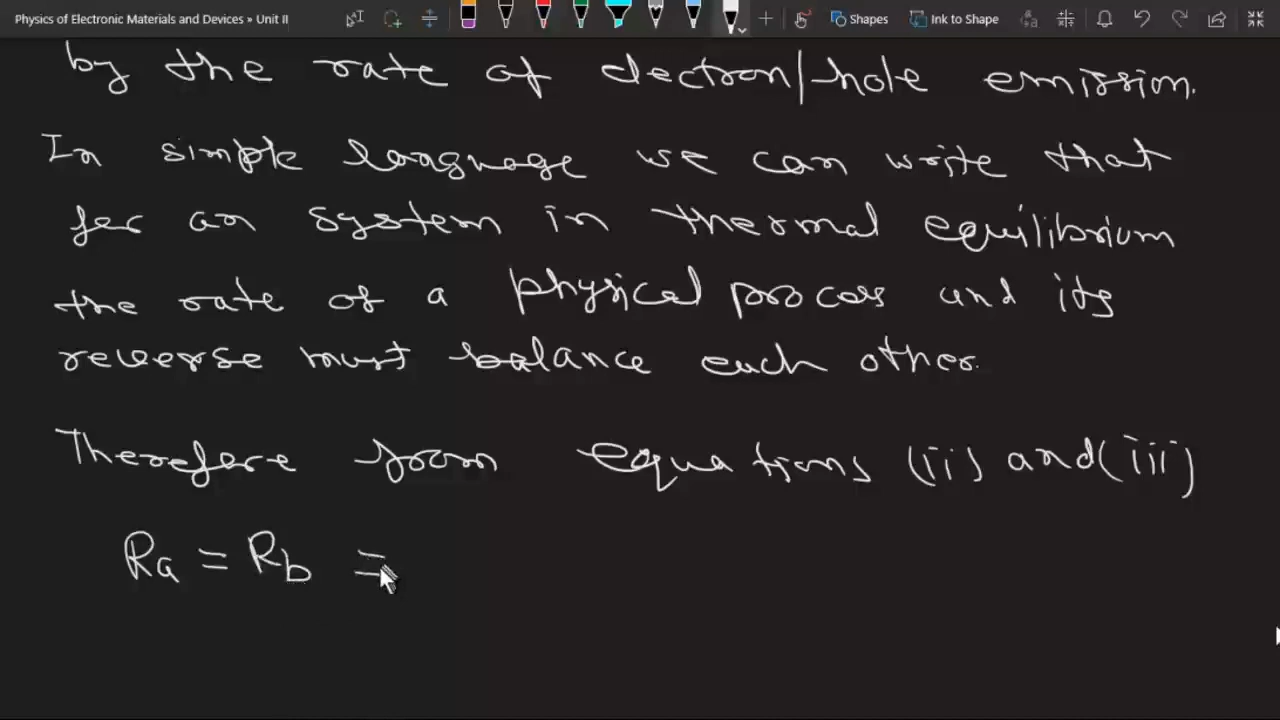 Physics of Electronic Materials and Devices » Unit II
Shapes
Ink to Shape
by the rate of electron/hole emission.
In simple language we can write that
for an system in thermal equilibrium
the rate of a physical process and its
reverse must balance each other.
Therefore from equations (ii) and (iii)
Ra = Rb =